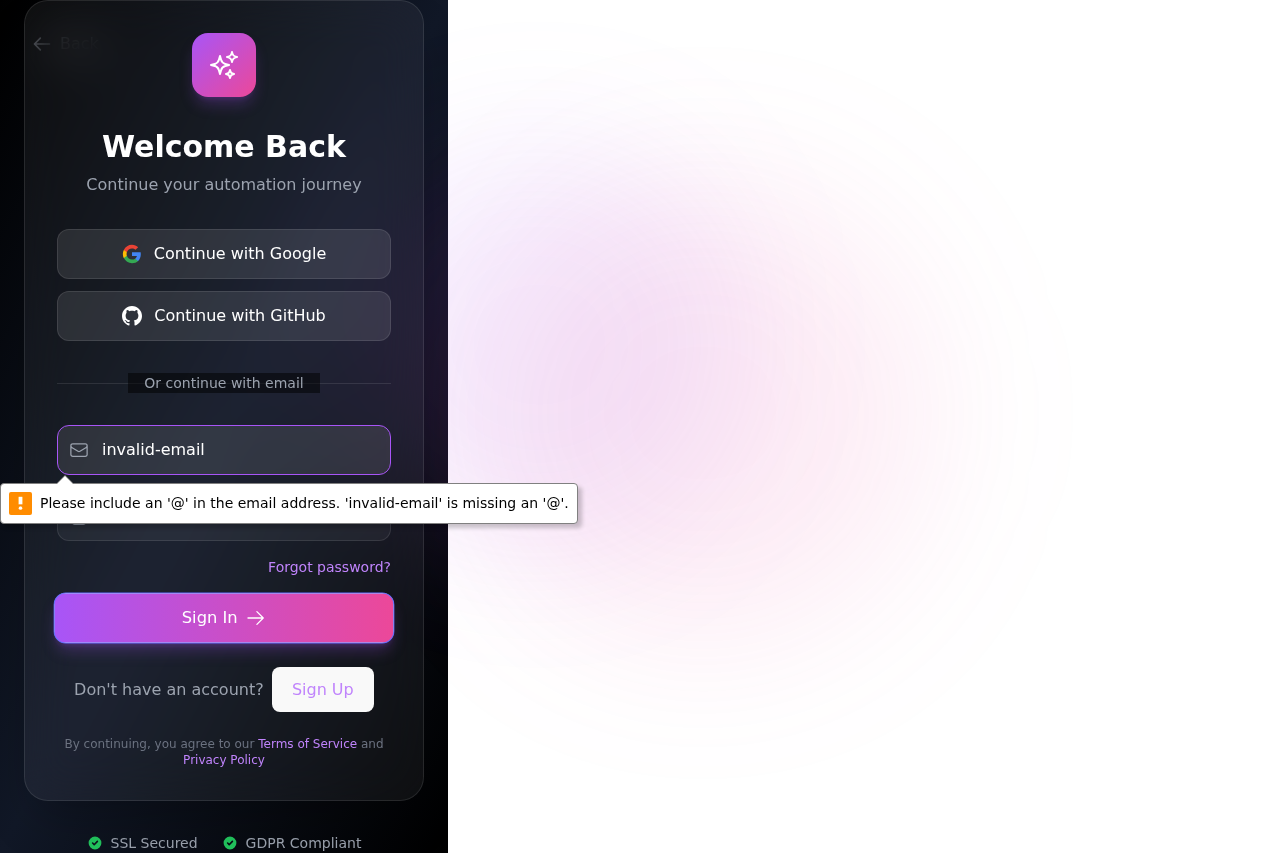 Back
Welcome Back
Continue your automation journey
Continue with Google
Continue with GitHub
Or continue with email
invalid-email
Please include an '@' in the email address. 'invalid-email' is missing an '@'.
Forgot password?
Sign In
Don't have an account? Sign Up
By continuing, you agree to our Terms of Service and
Privacy Policy
SSL Secured GDPR Compliant